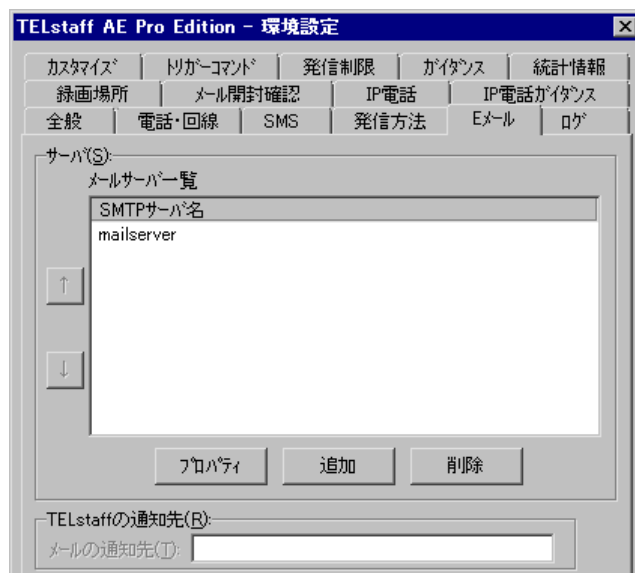 TELstaff AE Pro Edition - 環境設定
カスタマイズ トリガーコマンド 発信制限 ガイダンス 統計情報
録画場所 メール開封確認 IP電話 IP電話ガイダンス
全般 電話・回線 SMS 発信方法 Eメール ログ
サーバ(S):
メールサーバ一覧
SMTPサーバ名
mailserver
↑
↓
プロパティ 追加 削除
TELstaffの通知先(R):
メールの通知先(T):